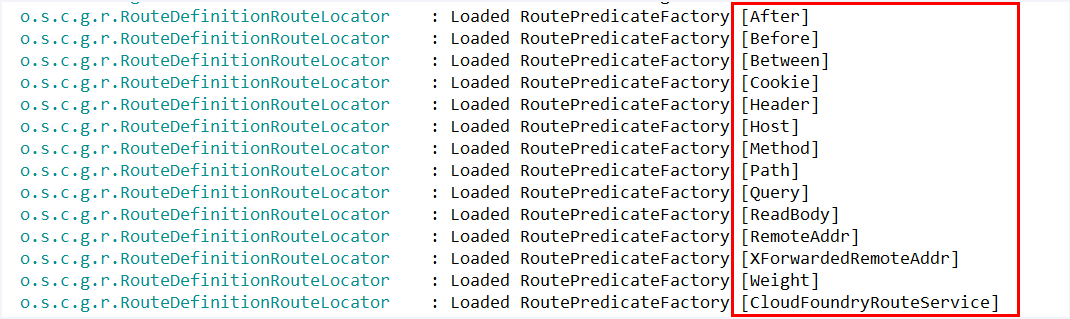 o.s.c.g.r.RouteDefinitionRouteLocator : Loaded RoutePredicateFactory [After]
o.s.c.g.r.RouteDefinitionRouteLocator : Loaded RoutePredicateFactory [Before]
o.s.c.g.r.RouteDefinitionRouteLocator : Loaded RoutePredicateFactory [Between]
o.s.c.g.r.RouteDefinitionRouteLocator : Loaded RoutePredicateFactory [Cookie]
o.s.c.g.r.RouteDefinitionRouteLocator : Loaded RoutePredicateFactory [Header]
o.s.c.g.r.RouteDefinitionRouteLocator : Loaded RoutePredicateFactory [Host]
o.s.c.g.r.RouteDefinitionRouteLocator : Loaded RoutePredicateFactory [Method]
o.s.c.g.r.RouteDefinitionRouteLocator : Loaded RoutePredicateFactory [Path]
o.s.c.g.r.RouteDefinitionRouteLocator : Loaded RoutePredicateFactory [Query]
o.s.c.g.r.RouteDefinitionRouteLocator : Loaded RoutePredicateFactory [ReadBody]
o.s.c.g.r.RouteDefinitionRouteLocator : Loaded RoutePredicateFactory [RemoteAddr]
o.s.c.g.r.RouteDefinitionRouteLocator : Loaded RoutePredicateFactory [XForwardedRemoteAddr]
o.s.c.g.r.RouteDefinitionRouteLocator : Loaded RoutePredicateFactory [Weight]
o.s.c.g.r.RouteDefinitionRouteLocator : Loaded RoutePredicateFactory [CloudFoundryRouteService]